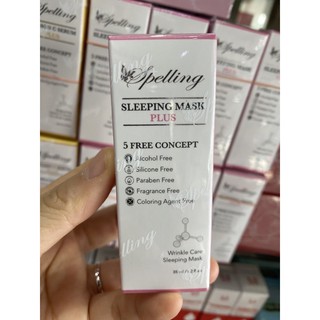 Spelling
SLEEPING MASK
PLUS
5 FREE CONCEPT
Alcohol Free
Silicone Free
Paraben Free
Fragrance Free
Coloring Agent Free
Wrinkle Care
Sleeping Mask